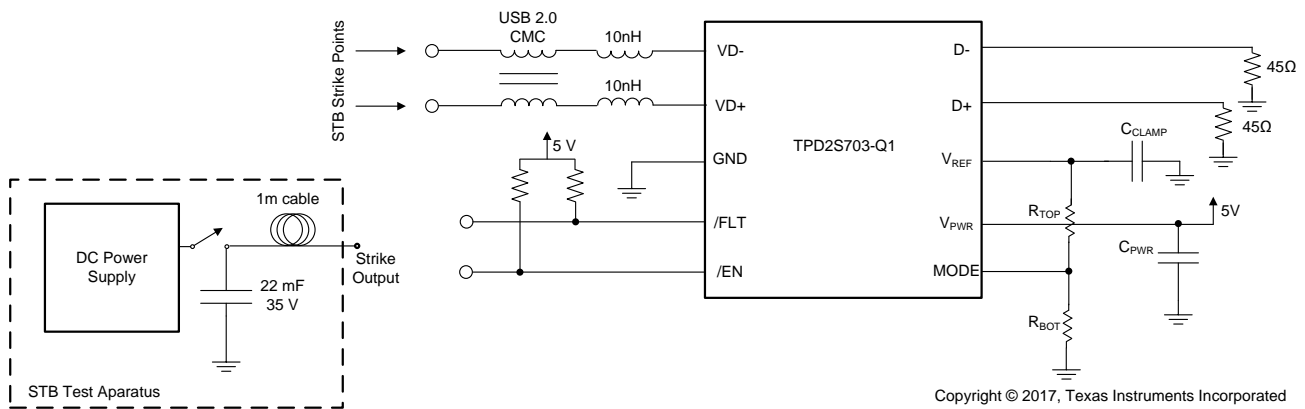 USB 2.0
CMC
10nH
10nH
STB Strike Points
VD-
VD+
GND
/FLT
/EN
TPD2S703-Q1
D-
D+
VREF
VPWR
MODE
45Ω
45Ω
CCLAMP
RTOP
5V
CPWR
RBOT
5 V
1m cable
DC Power
Supply
22 mF
35 V
Strike
Output
STB Test Aparatus
Copyright © 2017, Texas Instruments Incorporated